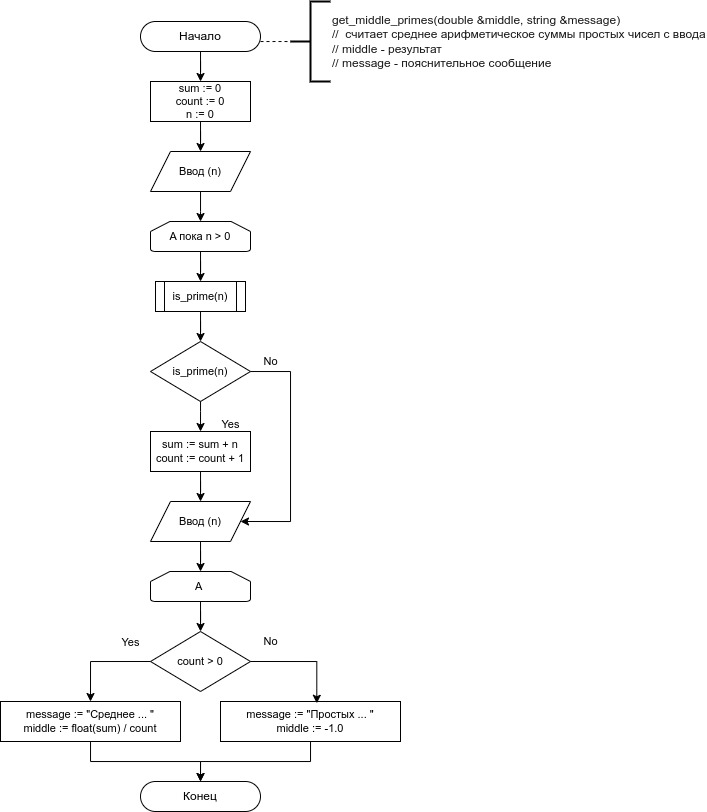 Начало
get_middle_primes(double &middle, string &message)
// считает среднее арифметическое суммы простых чисел с ввода
// middle - результат
// message - пояснительное сообщение
sum := 0
count := 0
n := 0
Ввод (n)
А пока n > 0
is_prime(n)
is_prime(n)
No
Yes
sum := sum + n
count := count + 1
Ввод (n)
А
count > 0
Yes
No
message := "Среднее ... "
middle := float(sum) / count
message := "Простых ... "
middle := -1.0
Конец